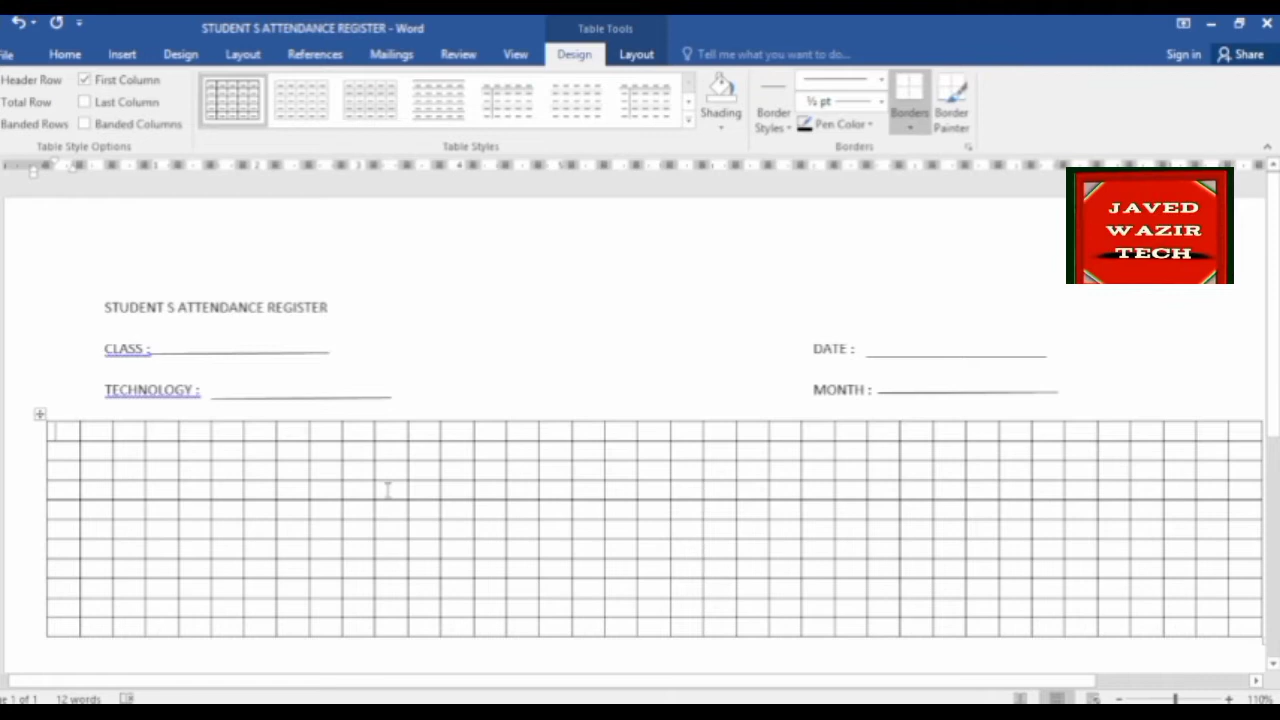 STUDENT S ATTENDANCE REGISTER - Word
Table Tools
File Home Insert Design Layout References Mailings Review View Design Layout Tell me what you want to do... Sign in Share
Header Row First Column
Total Row Last Column
Banded Rows Banded Columns
Shading
Border Styles
½ pt
Pen Color
Borders
Border Painter
Table Style Options
Table Styles
Borders
JAVED
WAZIR
TECH
STUDENT S ATTENDANCE REGISTER
CLASS :
DATE :
TECHNOLOGY :
MONTH :
1 of 1 12 words
110%